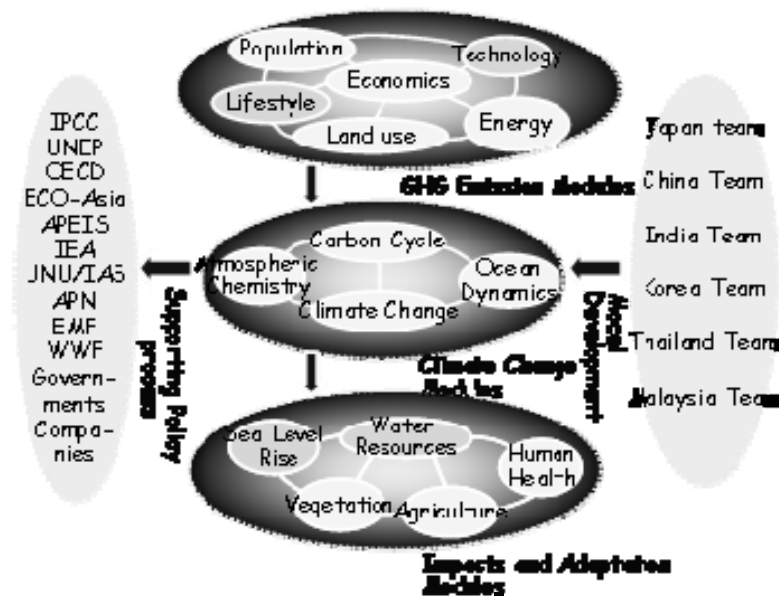 Population
Technology
Economics
Lifestyle
Energy
Land use
GHG Emission Modules
IPCC
UNEP
OECD
ECO-Asia
APEIS
IEA
JNU/IAS
APN
EMF
WWF
Govern-
ments
Compa-
nies
Supporting Policy
process
Carbon Cycle
Atmospheric
Chemistry
Ocean
Dynamics
Climate Change
Climate Change
Modules
Japan team
China Team
India Team
Korea Team
Thailand Team
Malaysia Team
Model
Development
Sea Level
Rise
Water
Resources
Human
Health
Vegetation
Agriculture
Impacts and Adaptation
Modules